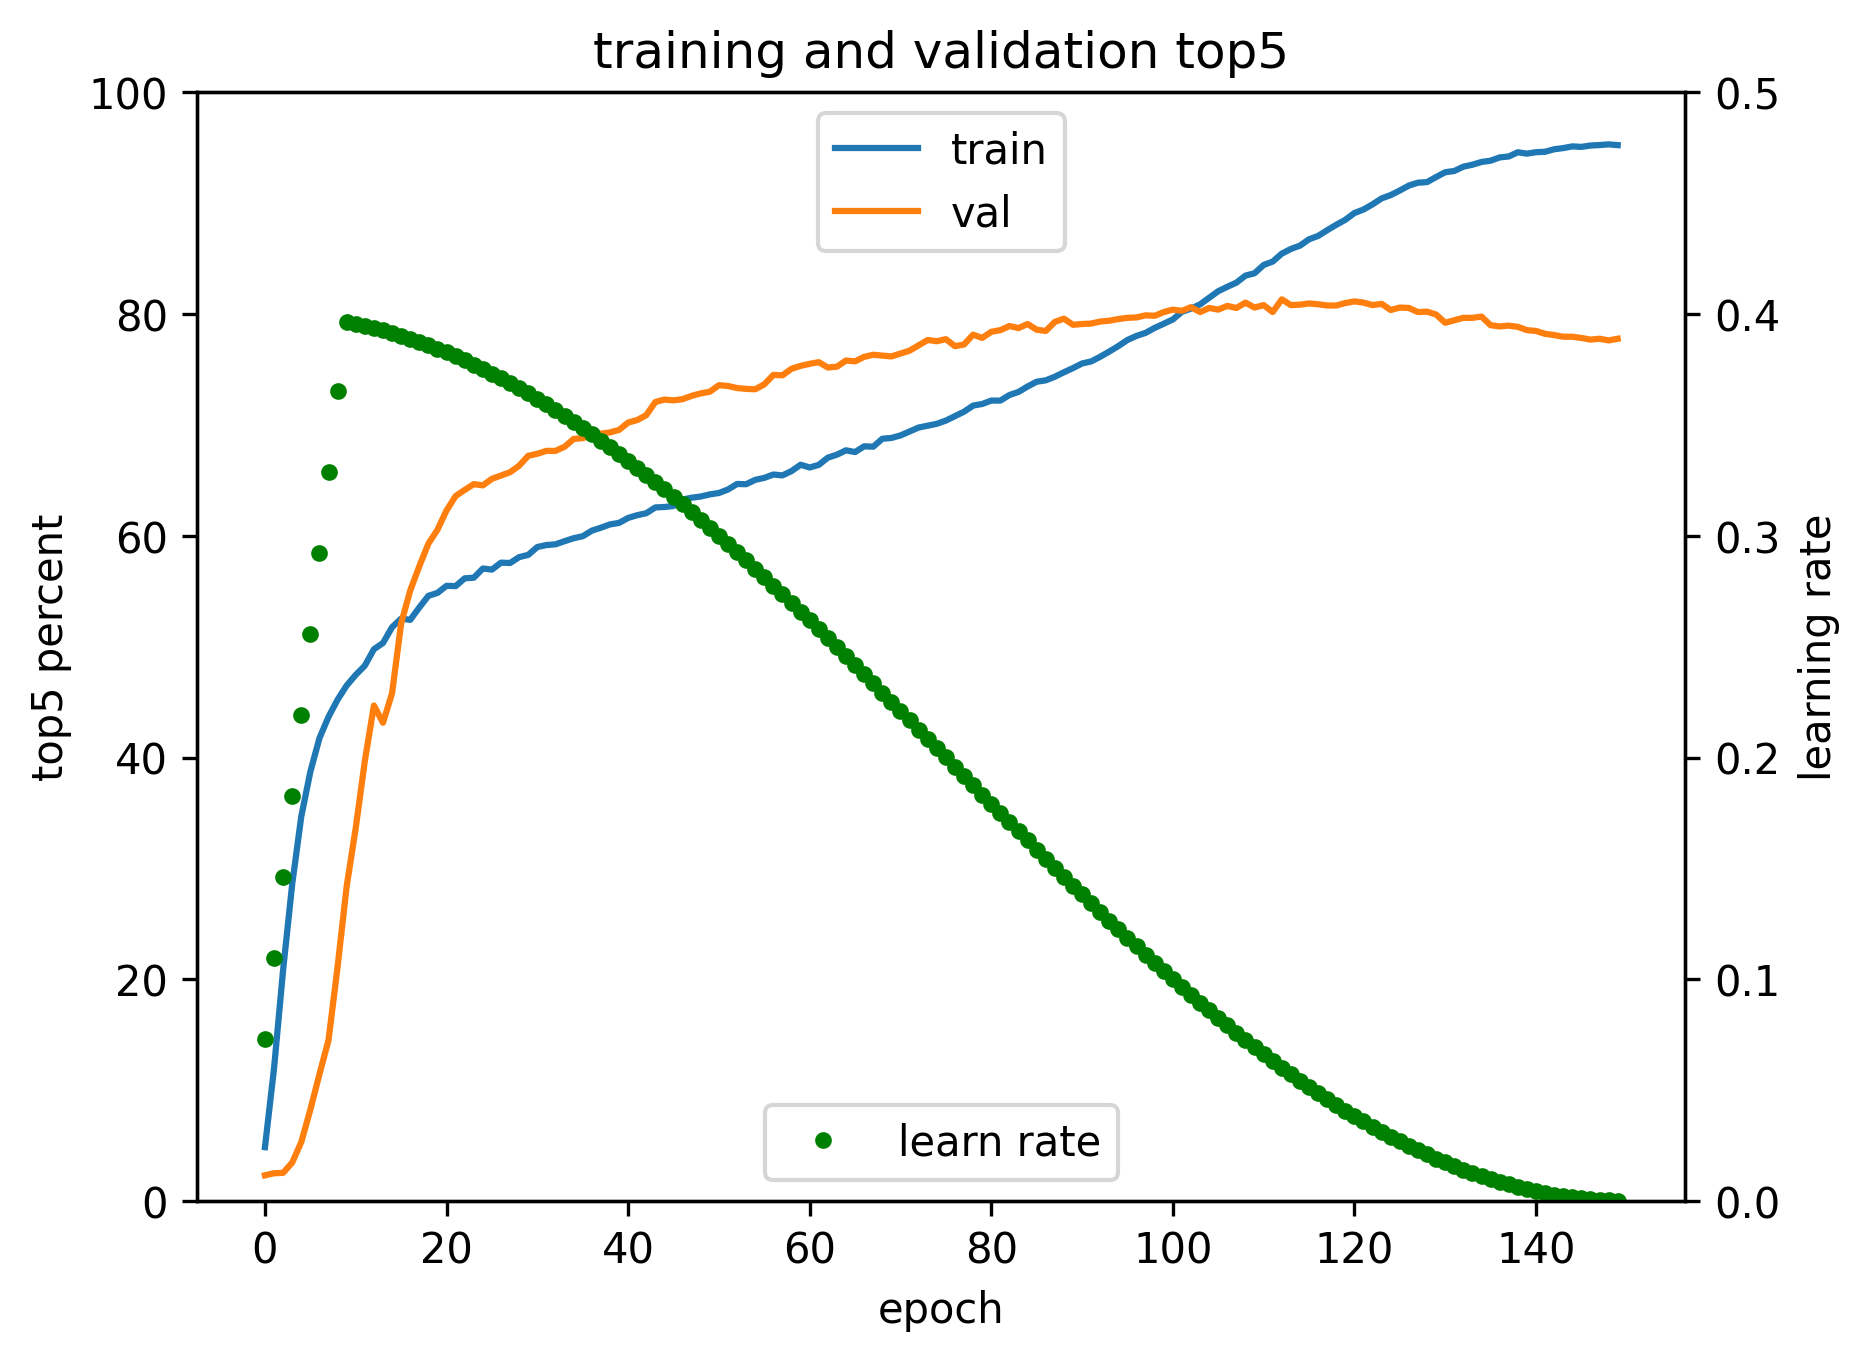 training and validation top5
train
val
learn rate
top5 percent
100
80
60
40
20
0
learning rate
0.5
0.4
0.3
0.2
0.1
0.0
0 20 40 60 80 100 120 140
epoch